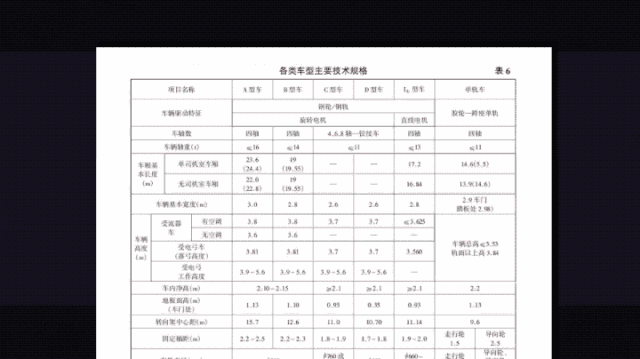 各类车型主要技术规格 表 6
项目名称 A 型车 B 型车 C 型车 D 型车 L 型车 单轨车
车辆驱动特征 钢轮/钢轨 胶轮—跨座单轨
旋转电机 直线电机
车轴数 四轴 四轴 4、6、8 轴—铰接车 四轴 四轴
车辆轴重(t) ≤16 ≤14 ≤11 ≤13 ≤11
车辆基本长度(m) 单司机室车厢 23.6 (24.4) 19 (19.55) — — 17.2 14.6(5.5)
无司机室车厢 22.0 (22.8) 19 (19.55) — — 16.84 13.9(14.6)
车辆基本宽度(m) 3.0 2.8 2.6 2.6 2.8 2.9 车门踏板处 2.98)
车辆高度(m) 受流器车 有空调 3.8 3.8 3.7 3.7 ≤3.625 车辆总高≤5.53 轨面以上高 3.84
无空调 3.6 3.6 — — —
受电弓车(落弓高度) 3.81 3.81 3.7 3.7 3.560
受电弓工作高度 3.9~5.6 3.9~5.6 3.9~5.6 3.9~5.6 —
车内净高(m) 2.10~2.15 ≥2.1 ≥2.1 ≥2.1 2.2
地板面高(m)(车门处) 1.13 1.10 0.95 0.35 0.93 1.13
转向架中心距(m) 15.7 12.6 11.0 10.70 11.14 9.6
固定轴距(m) 2.2~2.5 2.2~2.3 1.8~1.9 1.7~1.8 1.9~2.0 走行轮 1.5 导向轮 2.5